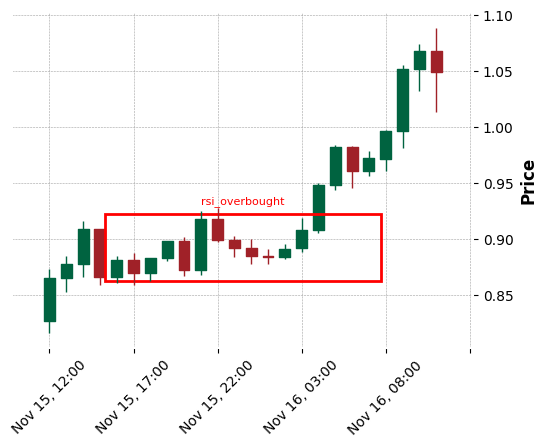 1.10
1.05
1.00
Price
0.95
rsi_overbought
0.90
0.85
Nov 15, 12:00
Nov 15, 17:00
Nov 15, 22:00
Nov 16, 03:00
Nov 16, 08:00